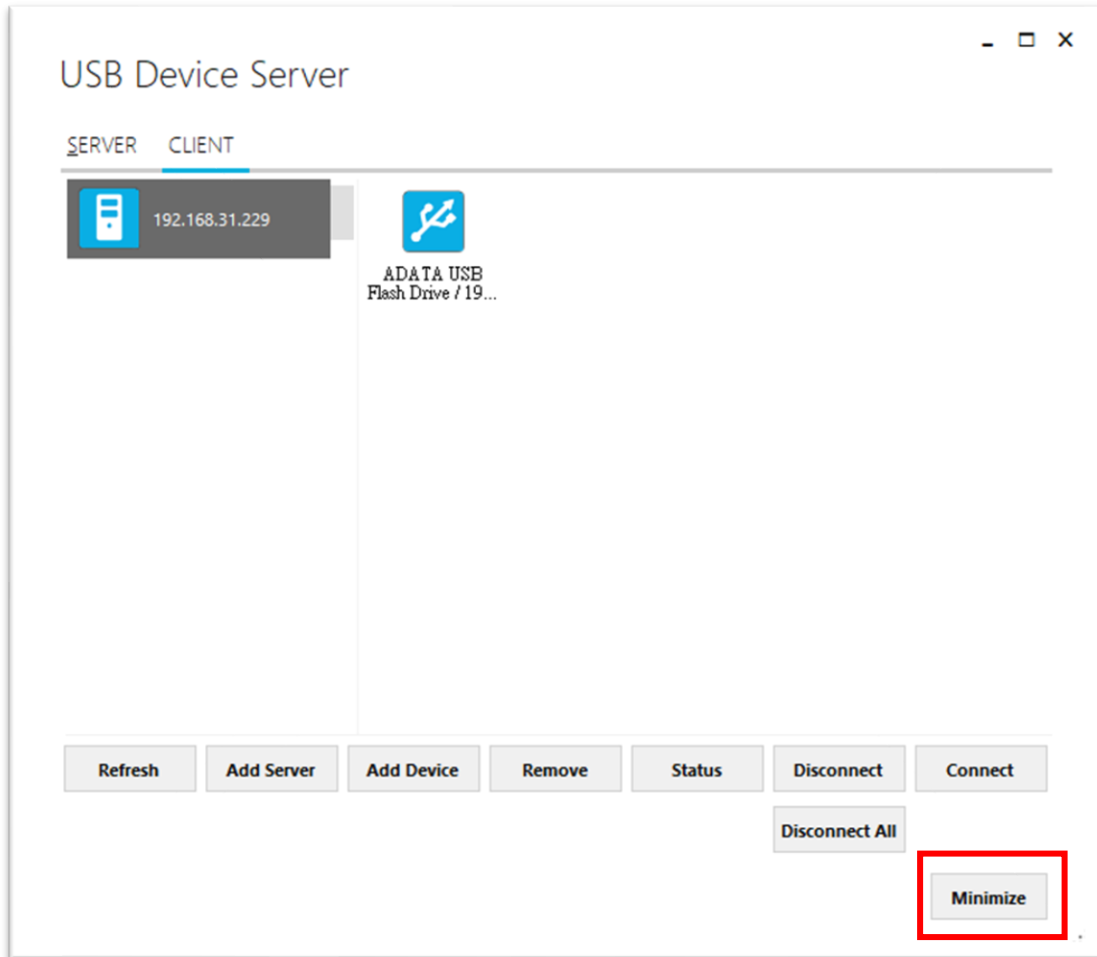 USB Device Server
SERVER CLIENT
192.168.31.229
ADATA USB
Flash Drive / 19...
Refresh Add Server Add Device Remove Status Disconnect Connect
Disconnect All
Minimize